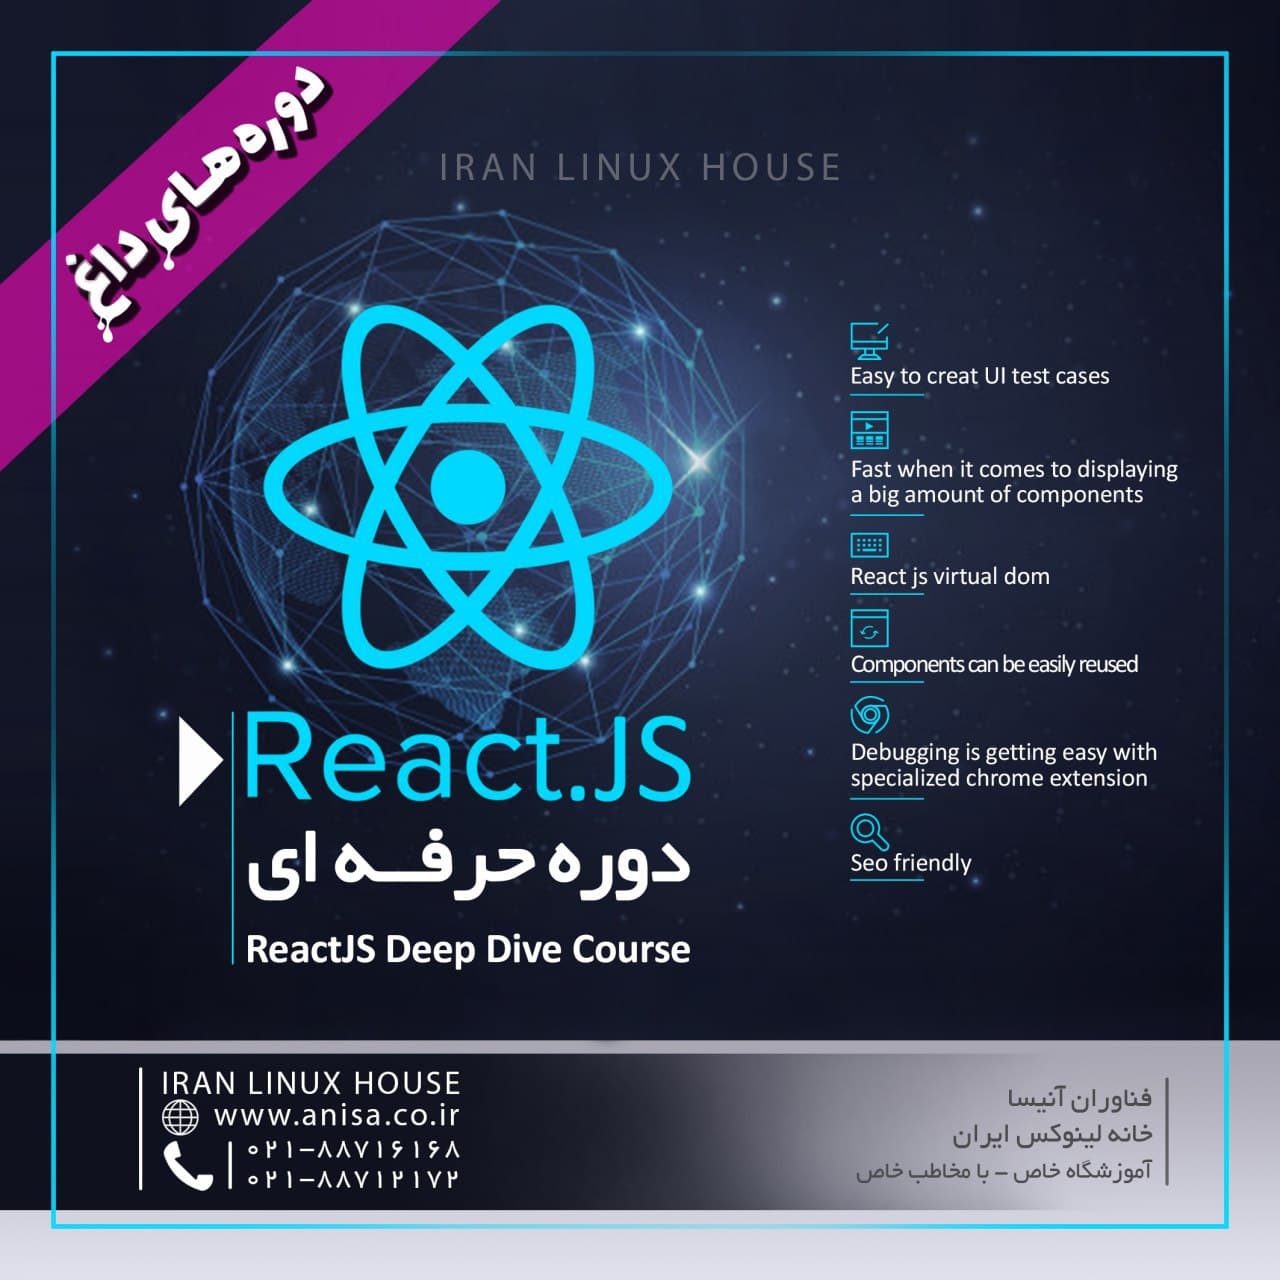 دوره‌های داغ
IRAN LINUX HOUSE
Easy to creat UI test cases
Fast when it comes to displaying
a big amount of components
React js virtual dom
Components can be easily reused
Debugging is getting easy with
specialized chrome extension
Seo friendly
React.JS
دوره حرفه ای
ReactJS Deep Dive Course
IRAN LINUX HOUSE
www.anisa.co.ir
۰۲۱-۸۸۷۱۶۱۶۸
۰۲۱-۸۸۷۱۲۱۷۲
فناوران آنیسا
خانه لینوکس ایران
آموزشگاه خاص - با مخاطب خاص